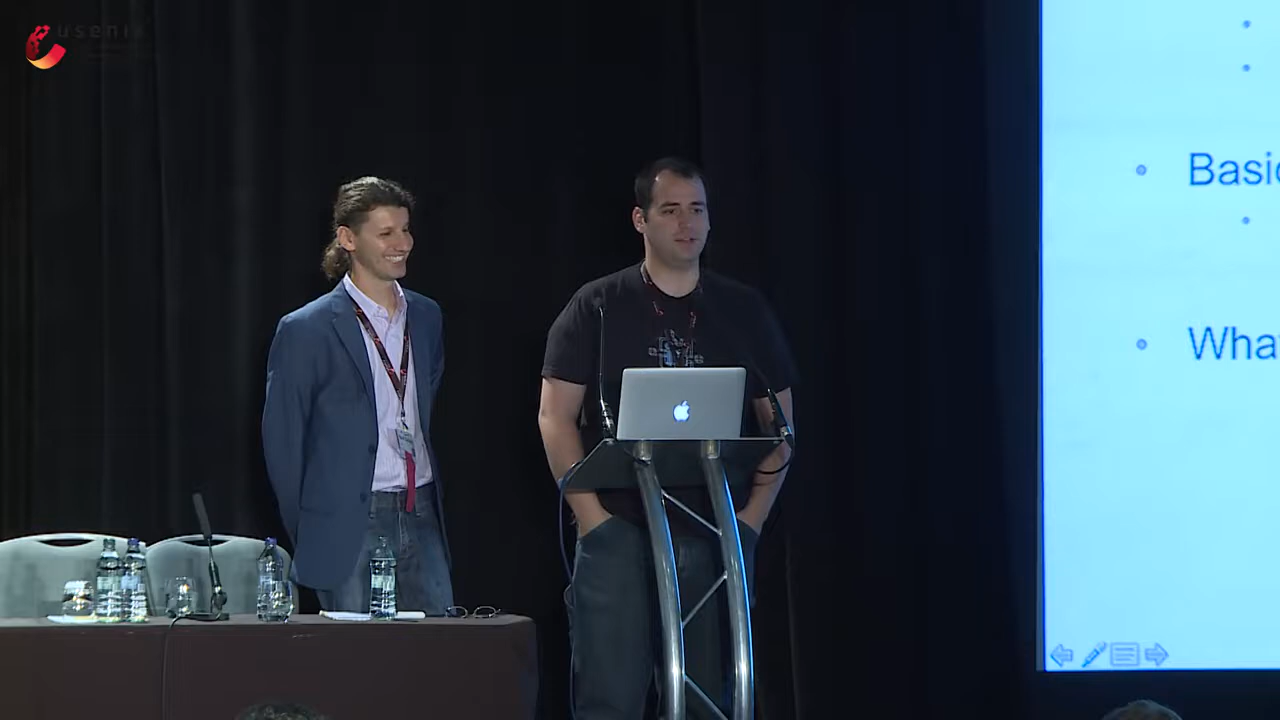 usenix
• Basic
• What